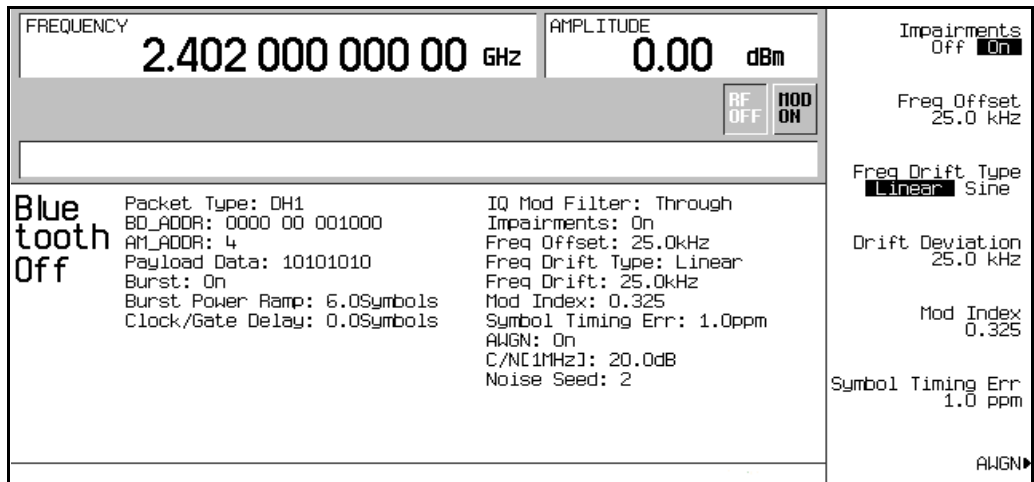 FREQUENCY
2.402 000 000 00 GHz
AMPLITUDE
0.00 dBm
RF OFF
MOD ON
Blue
tooth
Off
Packet Type: DH1
BD_ADDR: 0000 00 001000
AM_ADDR: 4
Payload Data: 10101010
Burst: On
Burst Power Ramp: 6.0Symbols
Clock/Gate Delay: 0.0Symbols
IQ Mod Filter: Through
Impairments: On
Freq Offset: 25.0kHz
Freq Drift Type: Linear
Freq Drift: 25.0kHz
Mod Index: 0.325
Symbol Timing Err: 1.0ppm
AWGN: On
C/N[1MHz]: 20.0dB
Noise Seed: 2
Impairments
Off On
Freq Offset
25.0 kHz
Freq Drift Type
Linear Sine
Drift Deviation
25.0 kHz
Mod Index
0.325
Symbol Timing Err
1.0 ppm
AWGN